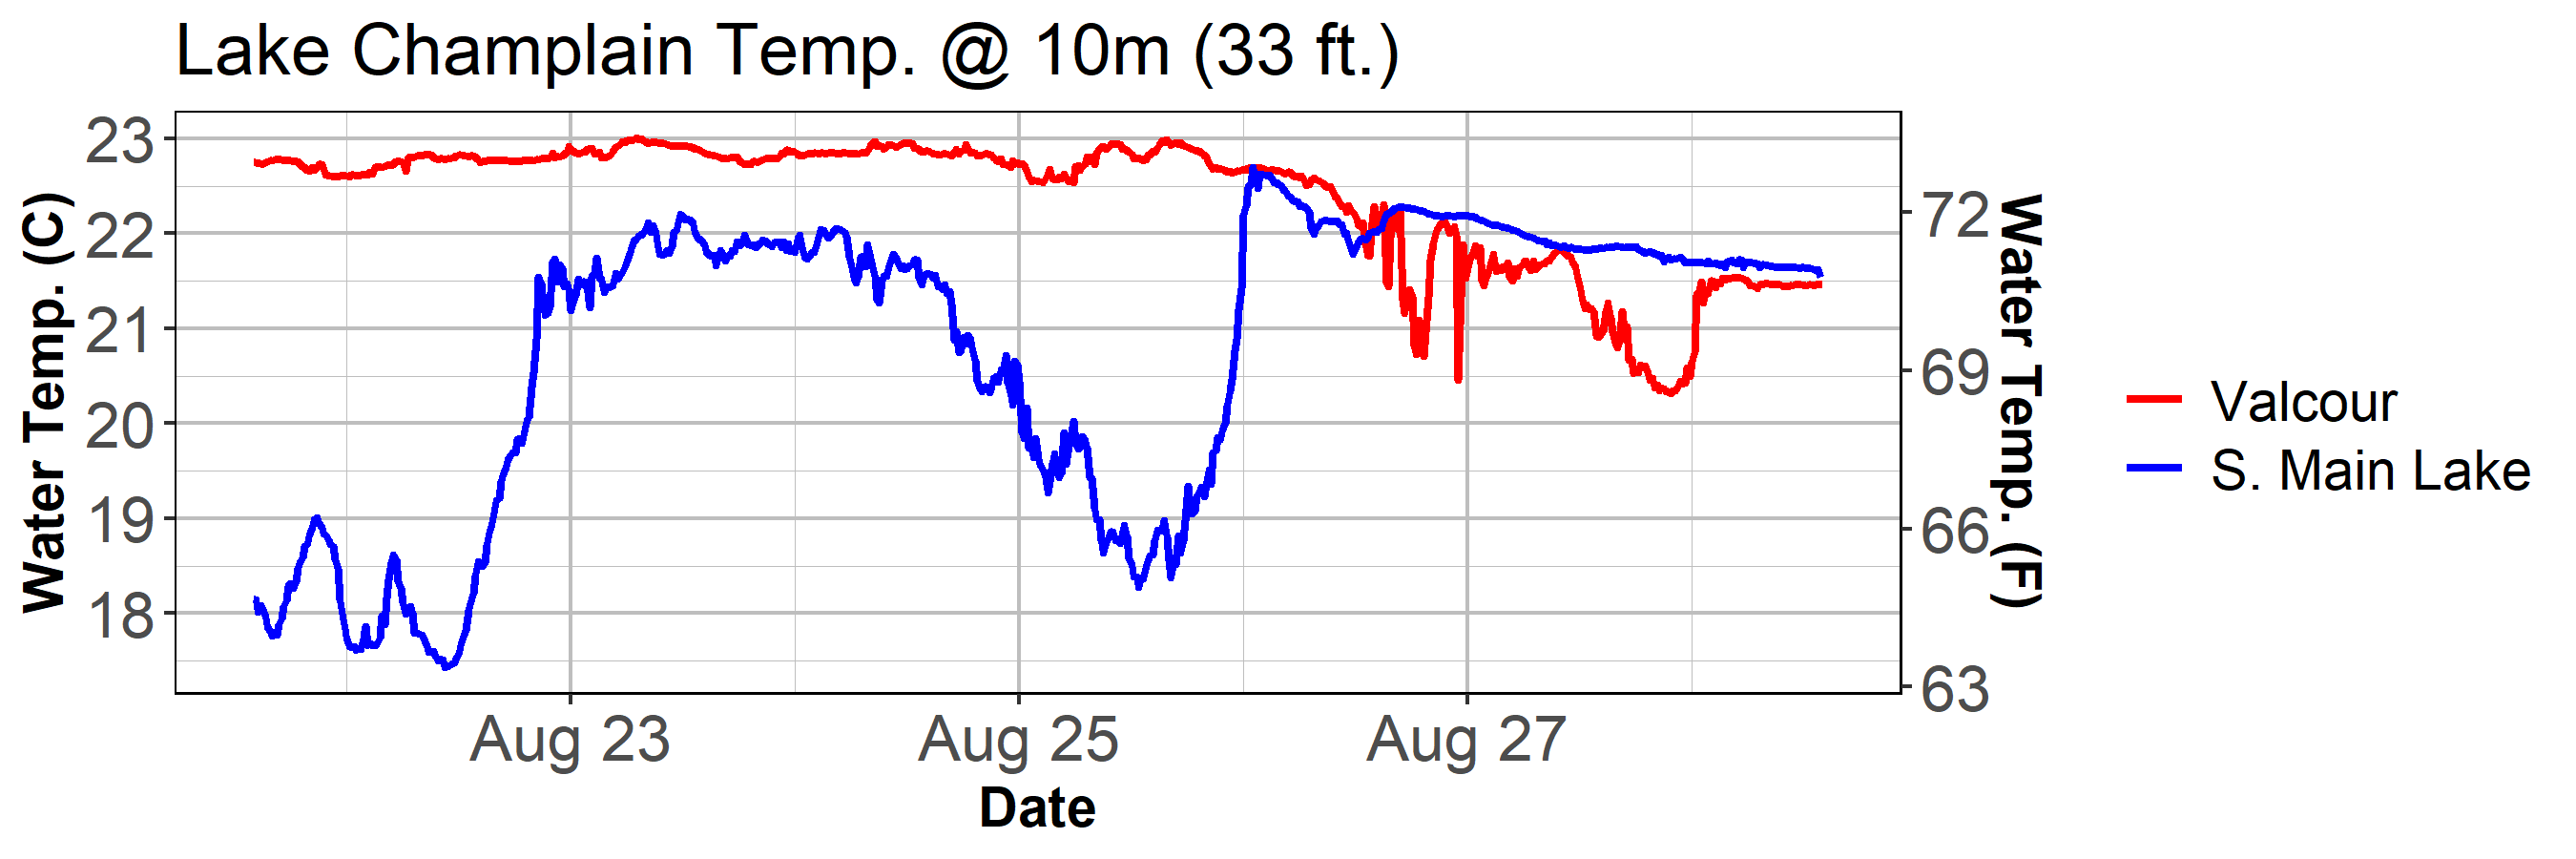 Lake Champlain Temp. @ 10m (33 ft.)
Water Temp. (C)
23
22
21
20
19
18
72
69
66
63
Water Temp. (F)
Aug 23
Aug 25
Aug 27
Date
Valcour
S. Main Lake